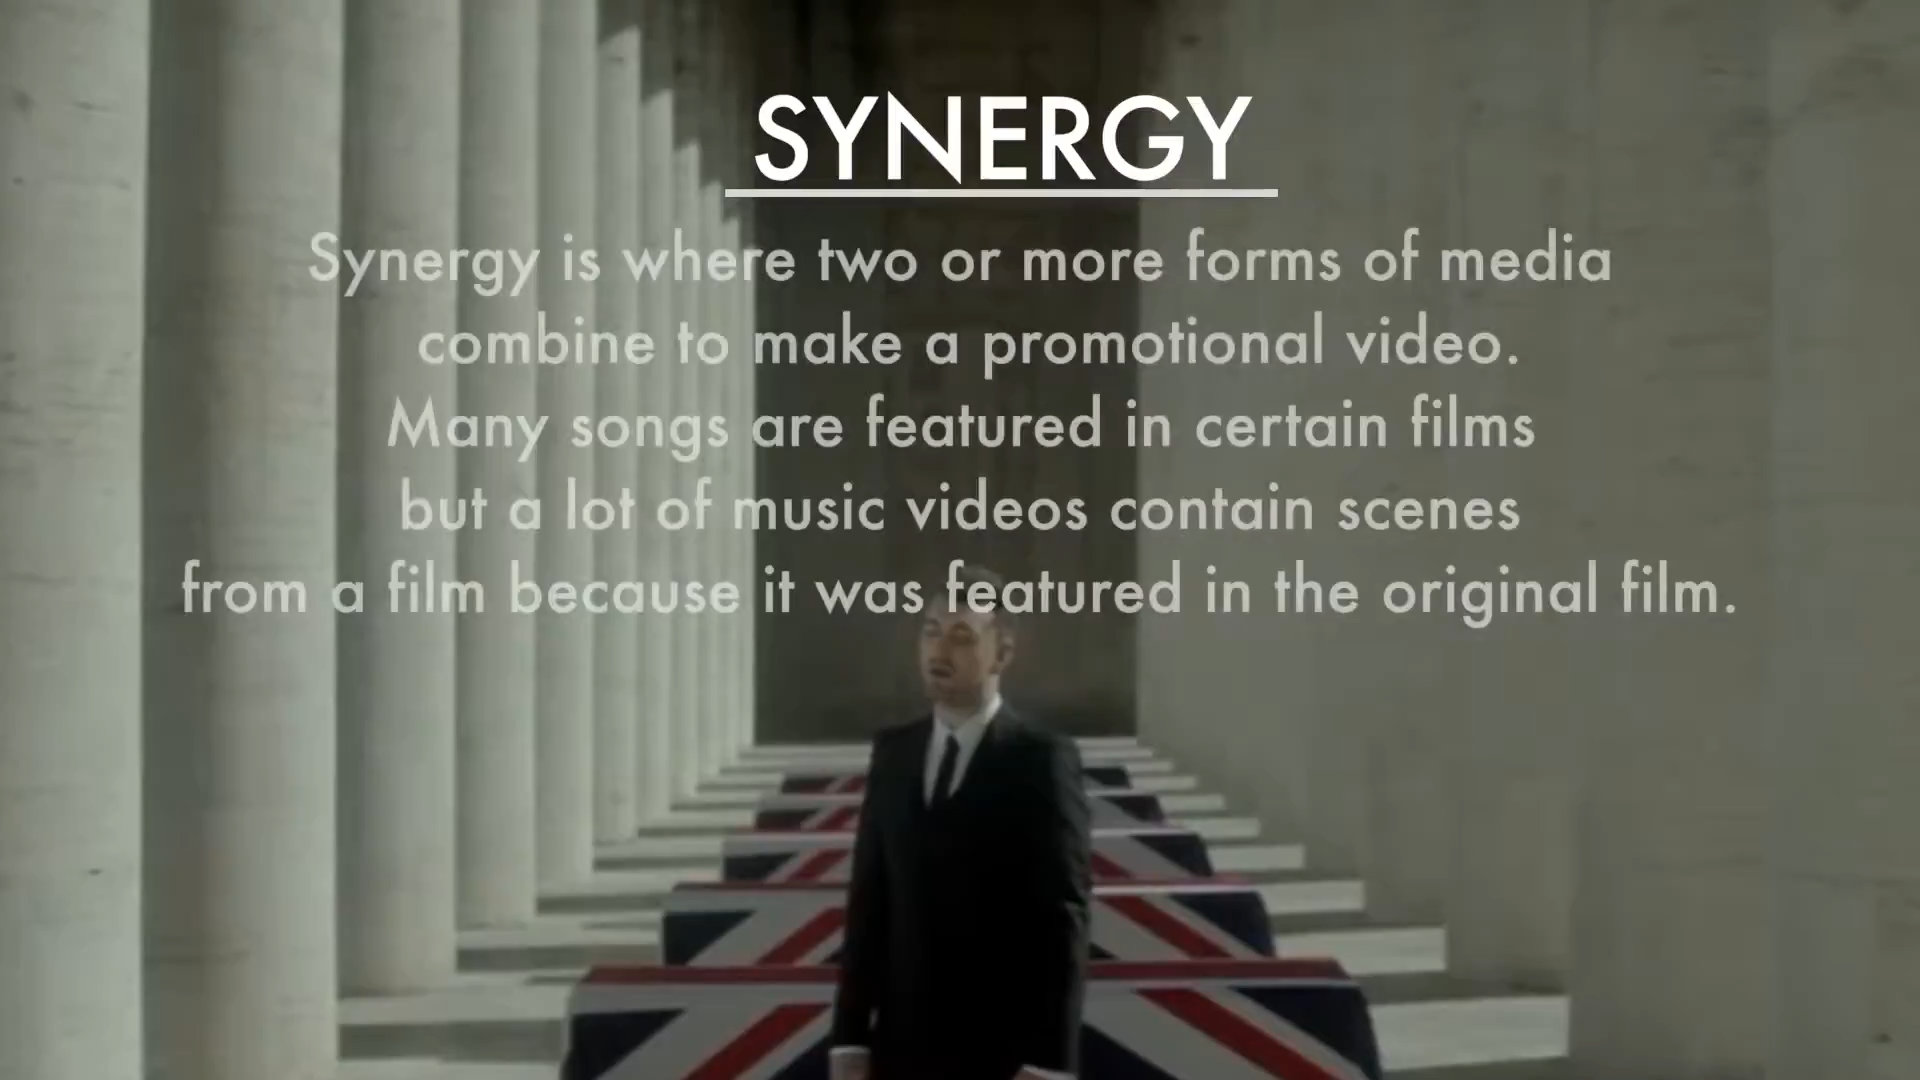 SYNERGY
Synergy is where two or more forms of media
combine to make a promotional video.
Many songs are featured in certain films
but a lot of music videos contain scenes
from a film because it was featured in the original film.